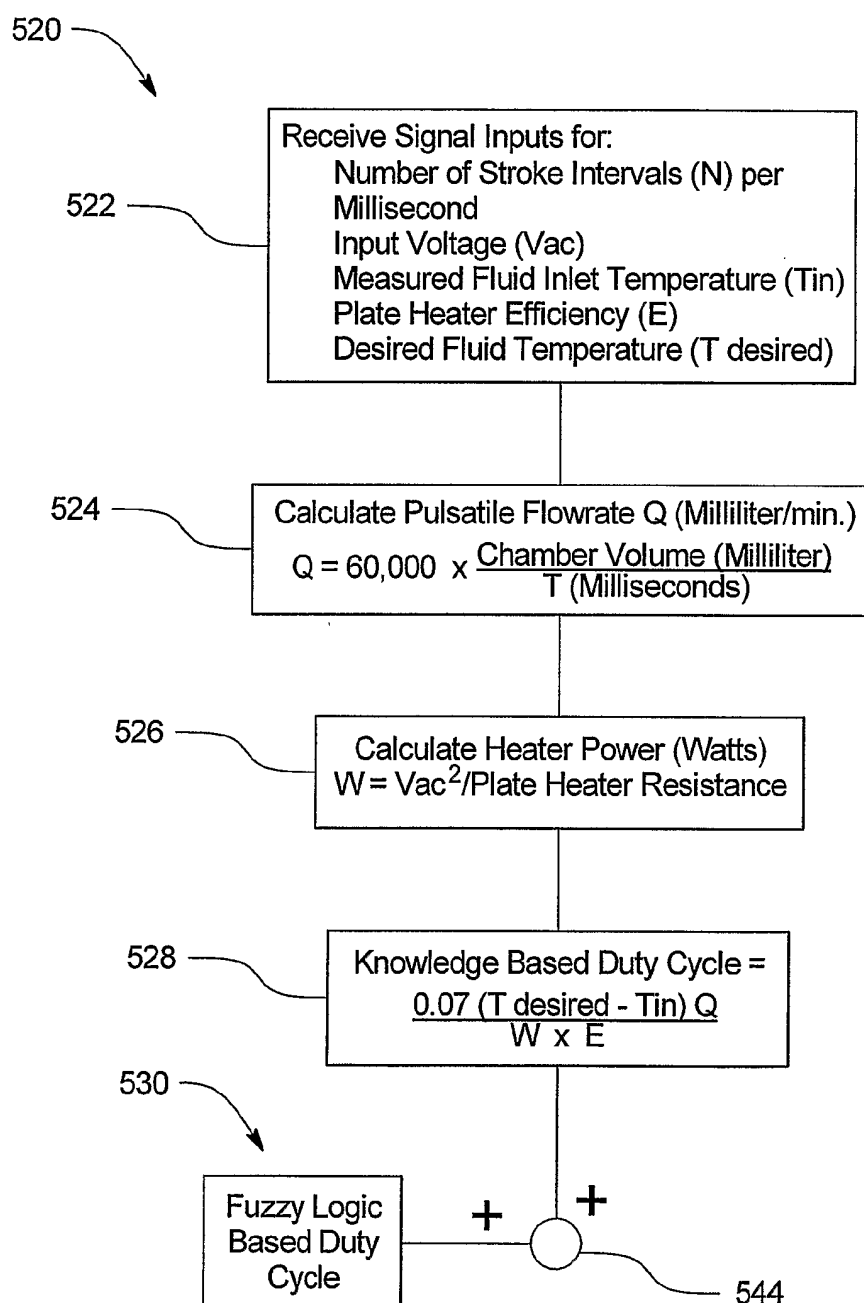 520
Receive Signal Inputs for:
Number of Stroke Intervals (N) per
Millisecond
522
Input Voltage (Vac)
Measured Fluid Inlet Temperature (Tin)
Plate Heater Efficiency (E)
Desired Fluid Temperature (T desired)
524
Calculate Pulsatile Flowrate Q (Milliliter/min.)
Q = 60,000 x Chamber Volume (Milliliter)
T (Milliseconds)
526
Calculate Heater Power (Watts)
W = Vac²/Plate Heater Resistance
528
Knowledge Based Duty Cycle =
0.07 (T desired - Tin) Q
W x E
530
Fuzzy Logic
Based Duty
Cycle
+ +
544